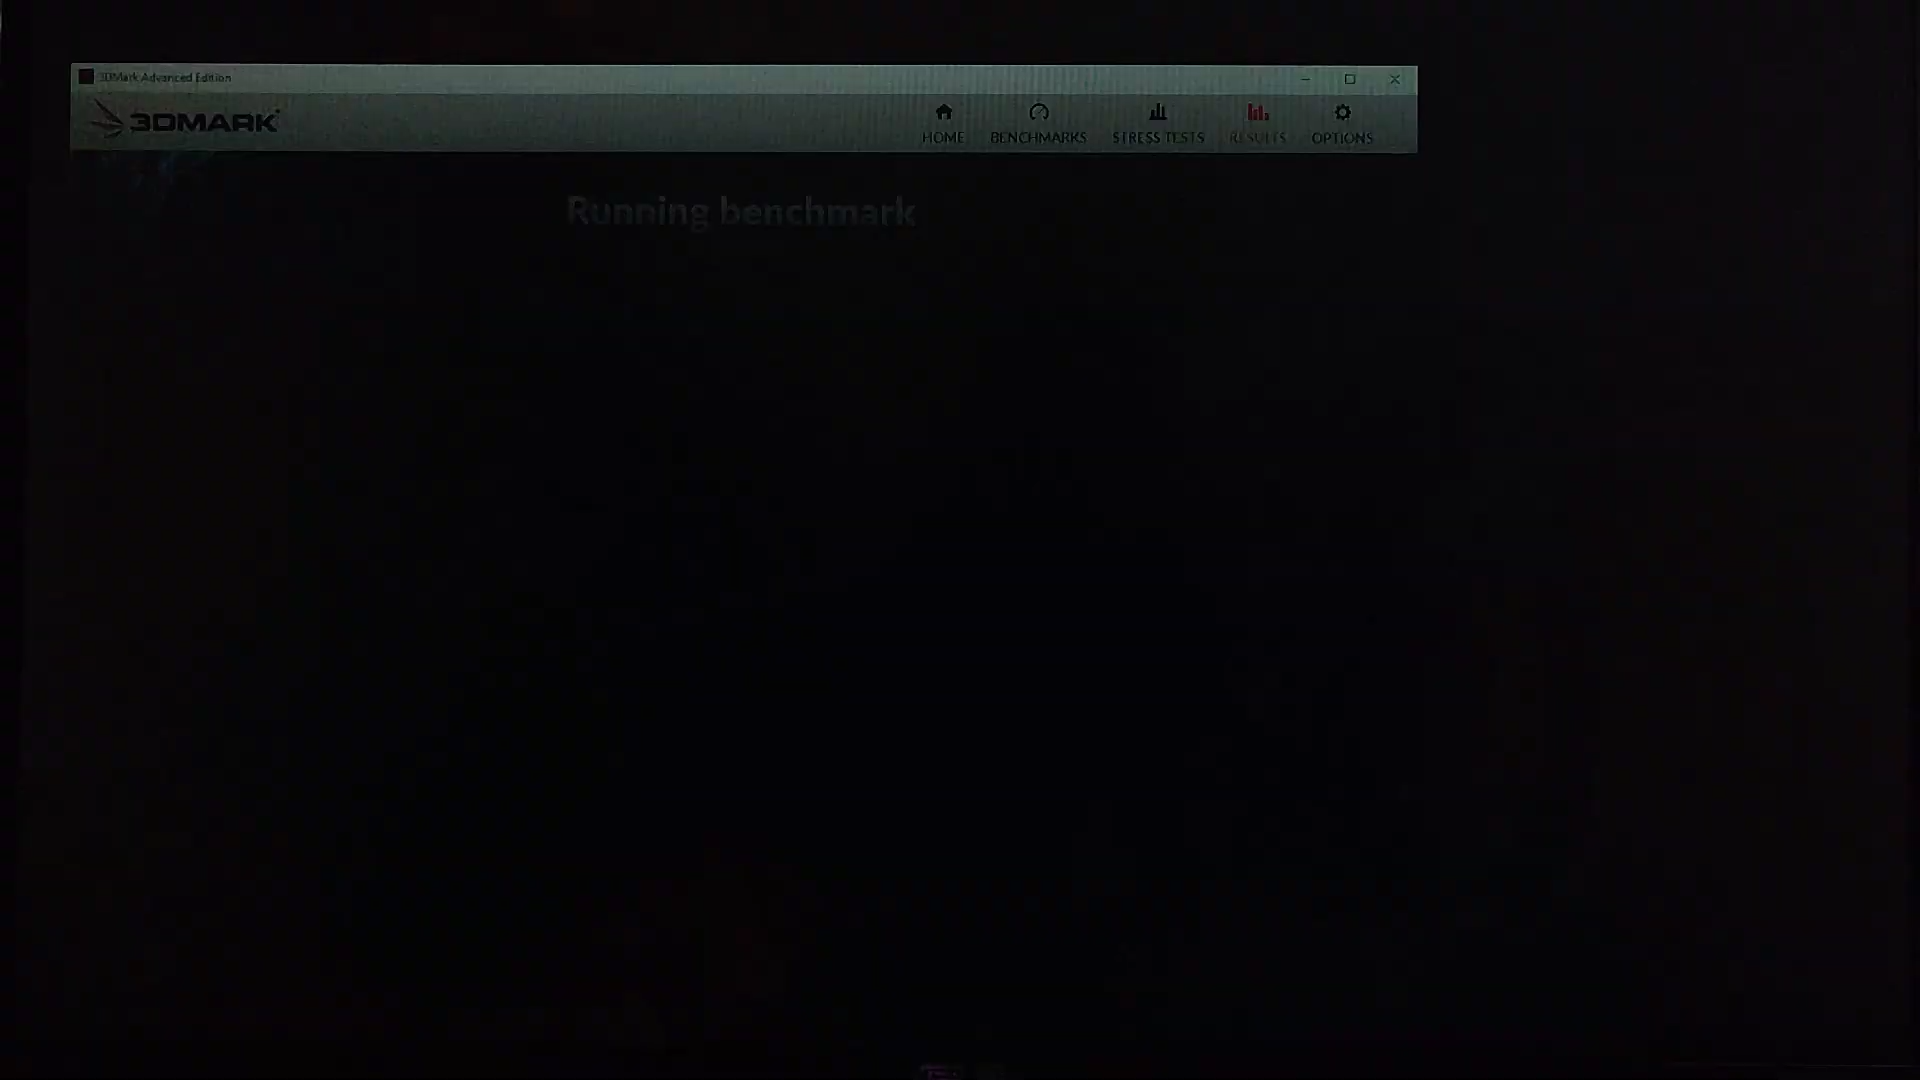 3DMark Advanced Edition
3DMARK
HOME BENCHMARKS STRESS TESTS RESULTS OPTIONS
Running benchmark